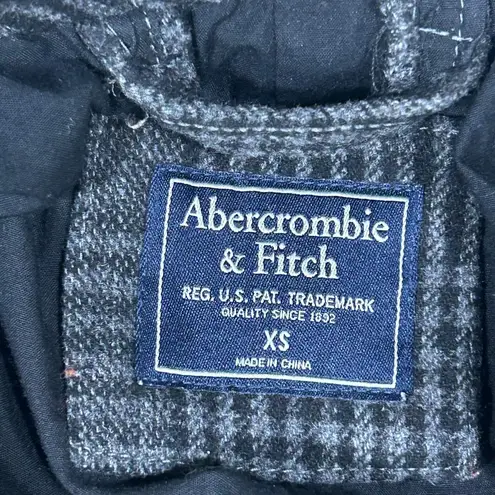 Abercrombie
& Fitch
REG. U.S. PAT. TRADEMARK
QUALITY SINCE 1892
XS
MADE IN CHINA